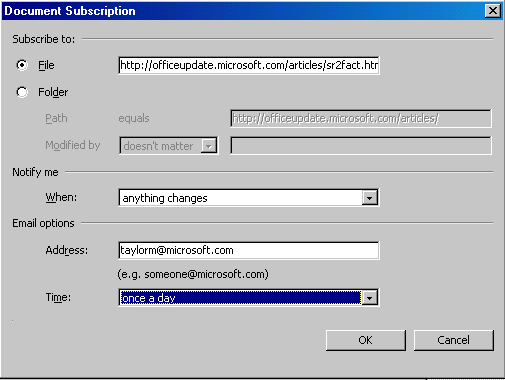 Document Subscription
Subscribe to:
File http://officeupdate.microsoft.com/articles/sr2fact.htr
Folder
Path equals http://officeupdate.microsoft.com/articles/
Modified by doesn't matter
Notify me
When: anything changes
Email options
Address: taylorm@microsoft.com
(e.g. someone@microsoft.com)
Time: once a day
OK Cancel